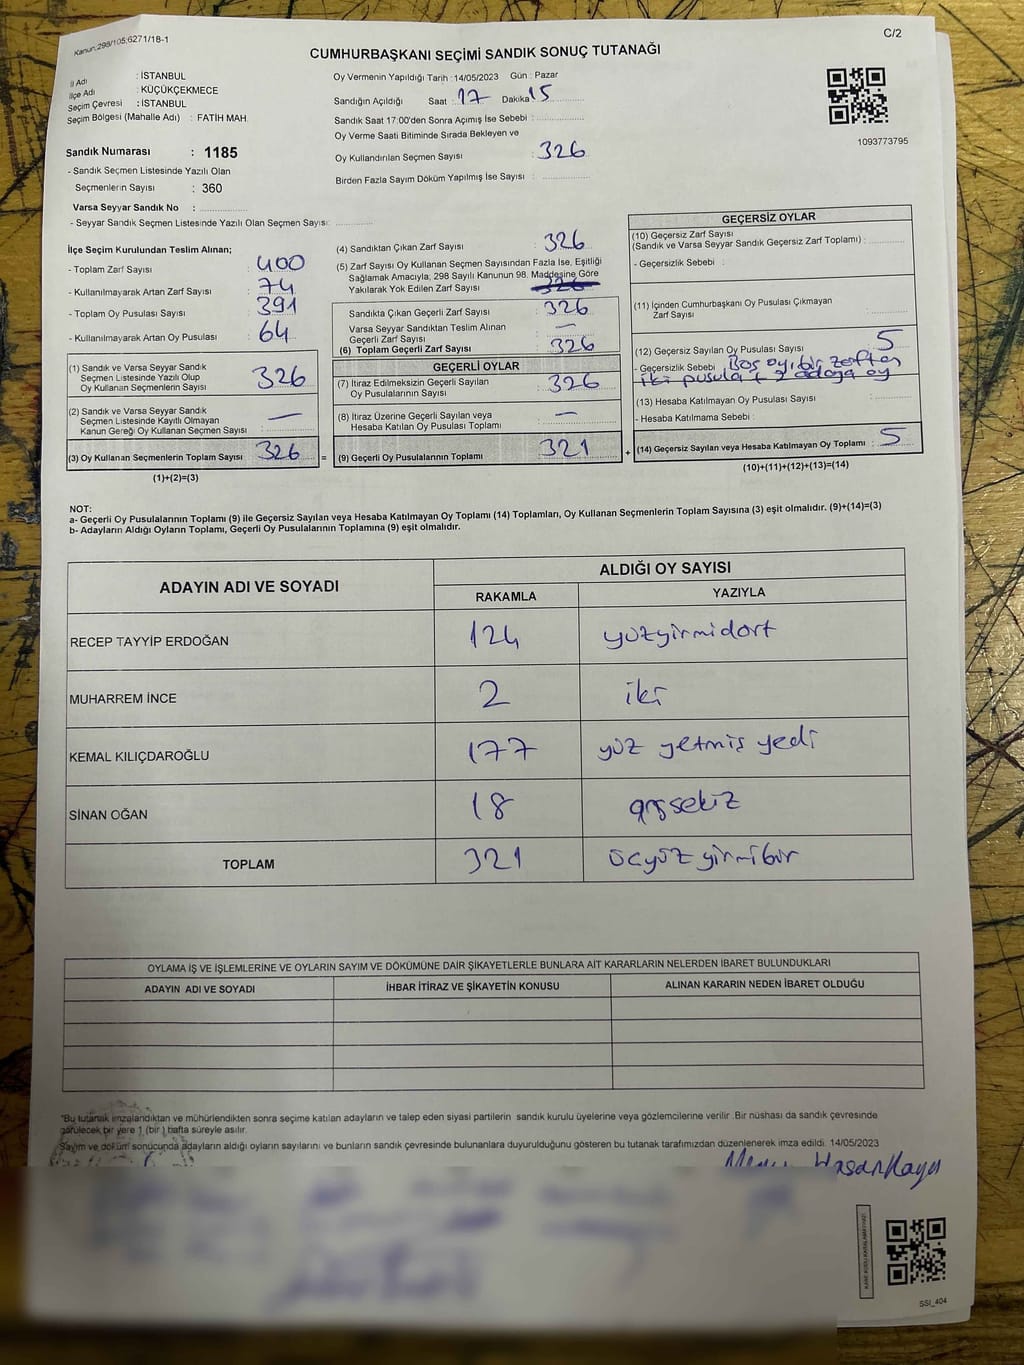 Kanun:298/105;6271/18-1
C/2
CUMHURBAŞKANI SEÇİMİ SANDIK SONUÇ TUTANAĞI
İl Adı : İSTANBUL
İlçe Adı : KÜÇÜKÇEKMECE
Seçim Çevresi : İSTANBUL
Seçim Bölgesi (Mahalle Adı) : FATİH MAH.
Sandık Numarası : 1185
- Sandık Seçmen Listesinde Yazılı Olan
Seçmenlerin Sayısı : 360
Varsa Seyyar Sandık No :
- Seyyar Sandık Seçmen Listesinde Yazılı Olan Seçmen Sayısı:
Oy Vermenin Yapıldığı Tarih :14/05/2023 Gün : Pazar
Sandığın Açıldığı Saat : 17 Dakika 15
Sandık Saat 17:00'den Sonra Açımış İse Sebebi :
Oy Verme Saati Bitiminde Sırada Bekleyen ve
Oy Kullandırılan Seçmen Sayısı : 326
Birden Fazla Sayım Döküm Yapılmış İse Sayısı :
1093773795
İlçe Seçim Kurulundan Teslim Alınan;
- Toplam Zarf Sayısı : 400
- Kullanılmayarak Artan Zarf Sayısı : 74
- Toplam Oy Pusulası Sayısı : 391
- Kullanılmayarak Artan Oy Pusulası : 64
(1) Sandık ve Varsa Seyyar Sandık
Seçmen Listesinde Yazılı Olup
Oy Kullanan Seçmenlerin Sayısı : 326
(2) Sandık ve Varsa Seyyar Sandık
Seçmen Listesinde Kayıtlı Olmayan
Kanun Gereği Oy Kullanan Seçmen Sayısı : —
(3) Oy Kullanan Seçmenlerin Toplam Sayısı : 326 =
(1)+(2)=(3)
(4) Sandıktan Çıkan Zarf Sayısı : 326
(5) Zarf Sayısı Oy Kullanan Seçmen Sayısından Fazla İse, Eşitliği
Sağlamak Amacıyla, 298 Sayılı Kanunun 98. Maddesine Göre
Yakılarak Yok Edilen Zarf Sayısı : 326
Sandıkta Çıkan Geçerli Zarf Sayısı : 326
Varsa Seyyar Sandıktan Teslim Alınan
Geçerli Zarf Sayısı : —
(6) Toplam Geçerli Zarf Sayısı : 326
GEÇERLİ OYLAR
(7) İtiraz Edilmeksizin Geçerli Sayılan
Oy Pusulalarının Sayısı : 326
(8) İtiraz Üzerine Geçerli Sayılan veya
Hesaba Katılan Oy Pusulası Toplamı : —
(9) Geçerli Oy Pusulalarının Toplamı : 321 +
GEÇERSİZ OYLAR
(10) Geçersiz Zarf Sayısı
(Sandık ve Varsa Seyyar Sandık Geçersiz Zarf Toplamı) :
- Geçersizlik Sebebi :
(11) İçinden Cumhurbaşkanı Oy Pusulası Çıkmayan
Zarf Sayısı :
(12) Geçersiz Sayılan Oy Pusulası Sayısı : 5
- Geçersizlik Sebebi : Boş oy, bir zarftan
iki pusula + 2 adaya oy
(13) Hesaba Katılmayan Oy Pusulası Sayısı :
- Hesaba Katılmama Sebebi :
(14) Geçersiz Sayılan veya Hesaba Katılmayan Oy Toplamı : 5
(10)+(11)+(12)+(13)=(14)
NOT:
a- Geçerli Oy Pusulalarının Toplamı (9) ile Geçersiz Sayılan veya Hesaba Katılmayan Oy Toplamı (14) Toplamları, Oy Kullanan Seçmenlerin Toplam Sayısına (3) eşit olmalıdır. (9)+(14)=(3)
b- Adayların Aldığı Oyların Toplamı, Geçerli Oy Pusulalarının Toplamına (9) eşit olmalıdır.
ADAYIN ADI VE SOYADI ALDIĞI OY SAYISI
RAKAMLA YAZIYLA
RECEP TAYYİP ERDOĞAN 124 yüzyirmidört
MUHARREM İNCE 2 iki
KEMAL KILIÇDAROĞLU 177 yüz yetmiş yedi
SİNAN OĞAN 18 onsekiz
TOPLAM 321 üçyüz yirmibir
OYLAMA İŞ VE İŞLEMLERİNE VE OYLARIN SAYIM VE DÖKÜMÜNE DAİR ŞİKAYETLERLE BUNLARA AİT KARARLARIN NELERDEN İBARET BULUNDUKLARI
ADAYIN ADI VE SOYADI İHBAR İTİRAZ VE ŞİKAYETİN KONUSU ALINAN KARARIN NEDEN İBARET OLDUĞU
*Bu tutanak imzalandıktan ve mühürlendikten sonra seçime katılan adayların ve talep eden siyasi partilerin sandık kurulu üyelerine veya gözlemcilerine verilir .Bir nüshası da sandık çevresinde
görülecek bir yere 1 (bir) hafta süreyle asılır.
Sayım ve döküm sonucunda adayların aldığı oyların sayılarını ve bunların sandık çevresinde bulunanlara duyurulduğunu gösteren bu tutanak tarafımızdan düzenlenerek imza edildi. 14/05/2023
SSI_404